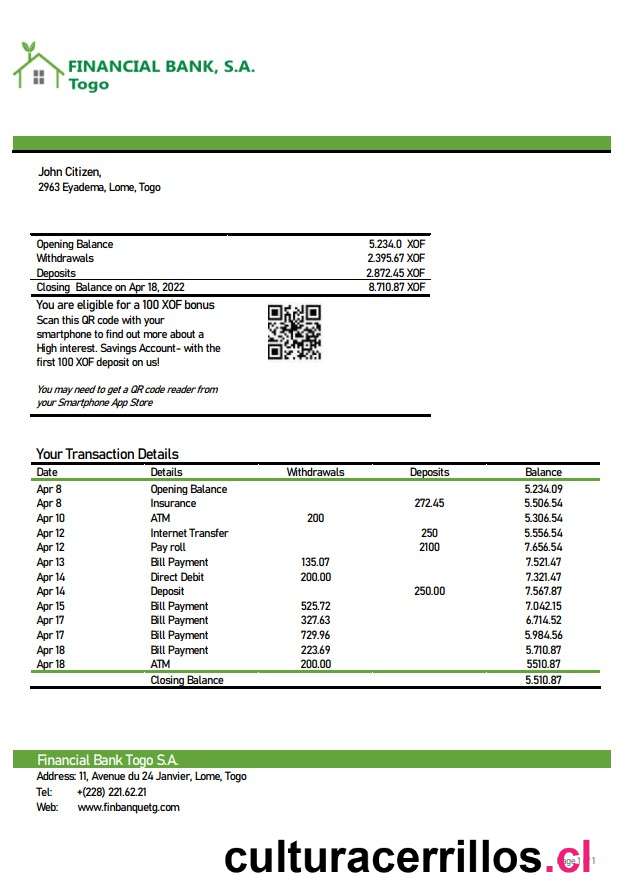 FINANCIAL BANK, S.A.
Togo
John Citizen,
2963 Eyadema, Lome, Togo
Opening Balance 5.234.0 XOF
Withdrawals 2.395.67 XOF
Deposits 2.872.45 XOF
Closing Balance on Apr 18, 2022 8.710.87 XOF
You are eligible for a 100 XOF bonus
Scan this QR code with your
smartphone to find out more about a
High interest. Savings Account- with the
first 100 XOF deposit on us!
You may need to get a QR code reader from
your Smartphone App Store
Your Transaction Details
Date Details Withdrawals Deposits Balance
Apr 8 Opening Balance 5.234.09
Apr 8 Insurance 272.45 5.506.54
Apr 10 ATM 200 5.306.54
Apr 12 Internet Transfer 250 5.556.54
Apr 12 Pay roll 2100 7.656.54
Apr 13 Bill Payment 135.07 7.521.47
Apr 14 Direct Debit 200.00 7.321.47
Apr 14 Deposit 250.00 7.567.87
Apr 15 Bill Payment 525.72 7.042.15
Apr 17 Bill Payment 327.63 6.714.52
Apr 17 Bill Payment 729.96 5.984.56
Apr 18 Bill Payment 223.69 5.710.87
Apr 18 ATM 200.00 5510.87
Closing Balance 5.510.87
Financial Bank Togo S.A.
Address: 11, Avenue du 24 Janvier, Lome, Togo
Tel: +(228) 221.62.21
Web: www.finbanquetg.com
culturacerrillos.cl